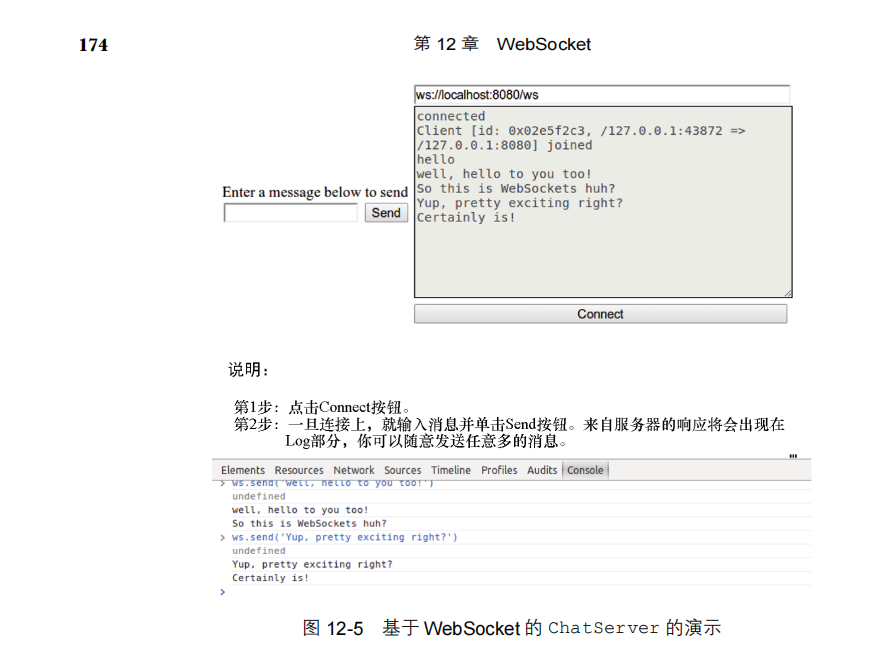 174
第 12 章 WebSocket
ws://localhost:8080/ws
connected
Client [id: 0x02e5f2c3, /127.0.0.1:43872 =>
/127.0.0.1:8080] joined
hello
well, hello to you too!
So this is WebSockets huh?
Yup, pretty exciting right?
Certainly is!
Enter a message below to send
Send
Connect
说明：
第1步：点击Connect按钮。
第2步：一旦连接上，就输入消息并单击Send按钮。来自服务器的响应将会出现在
Log部分，你可以随意发送任意多的消息。
Elements Resources Network Sources Timeline Profiles Audits Console
> ws.send('well, hello to you too!')
undefined
well, hello to you too!
So this is WebSockets huh?
> ws.send('Yup, pretty exciting right?')
undefined
Yup, pretty exciting right?
Certainly is!
>
图 12-5 基于 WebSocket 的 ChatServer 的演示